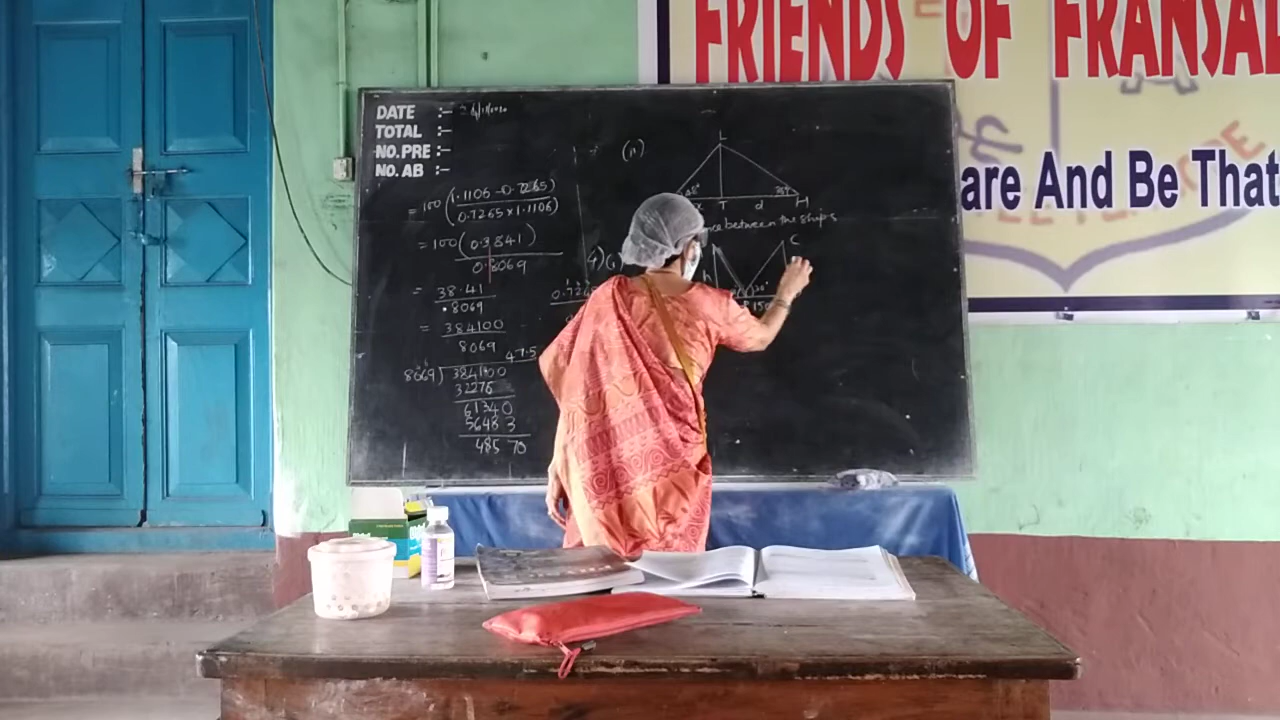 FRIENDS OF FRANSAL
are And Be That
DATE :-
TOTAL :-
NO. PRE :-
NO. AB :-
= 100 (1.1106 - 0.7265)
0.7265 x 1.1106
= 100 (0.3841)
0.8069
= 38.41
.8069
= 384100
8069
47.5
8069) 384100
32276
61340
56483
48570
(ii)
L
T d H
between the ships
4) (i)
C
h